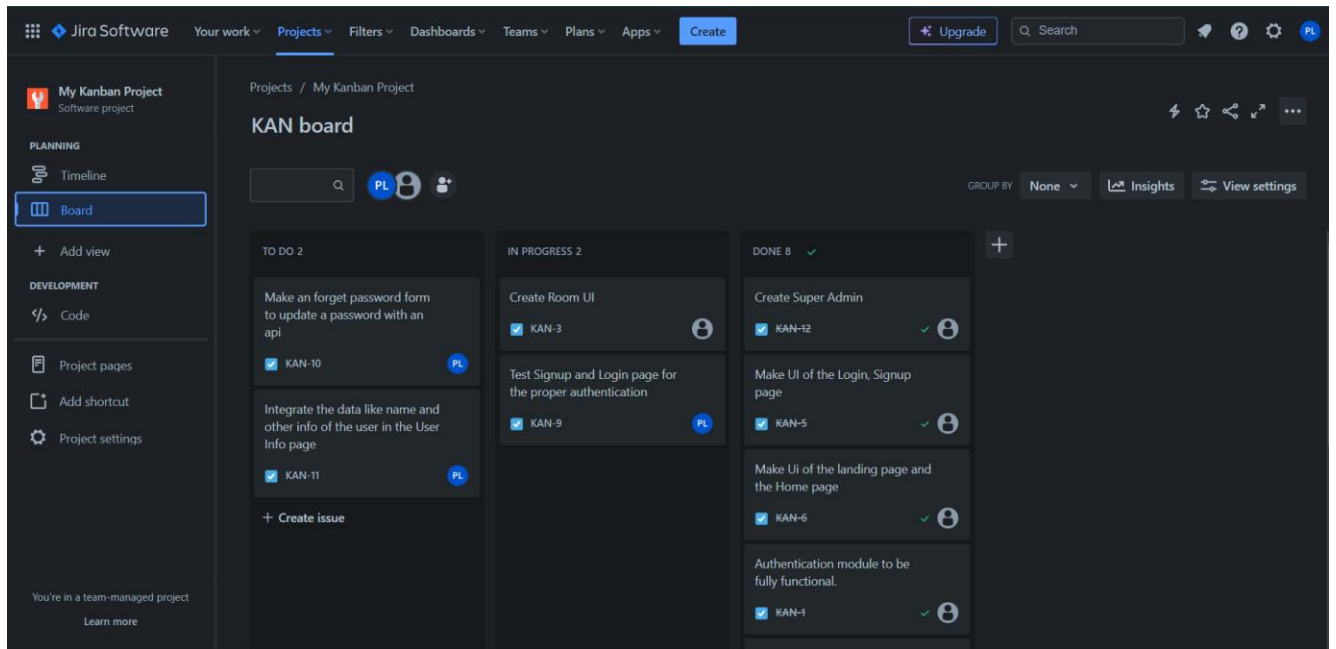 Jira Software
Your work
Projects
Filters
Dashboards
Teams
Plans
Apps
Create
Upgrade
Search
PL
My Kanban Project
Software project
PLANNING
Timeline
Board
Add view
DEVELOPMENT
Code
Project pages
Add shortcut
Project settings
You're in a team-managed project
Learn more
Projects / My Kanban Project
KAN board
PL
GROUP BY
None
Insights
View settings
TO DO 2
Make an forget password form
to update a password with an
api
KAN-10
PL
Integrate the data like name and
other info of the user in the User
Info page
KAN-11
PL
+ Create issue
IN PROGRESS 2
Create Room UI
KAN-3
Test Signup and Login page for
the proper authentication
KAN-9
PL
DONE 8
Create Super Admin
KAN-12
Make UI of the Login, Signup
page
KAN-5
Make Ui of the landing page and
the Home page
KAN-6
Authentication module to be
fully functional.
KAN-1